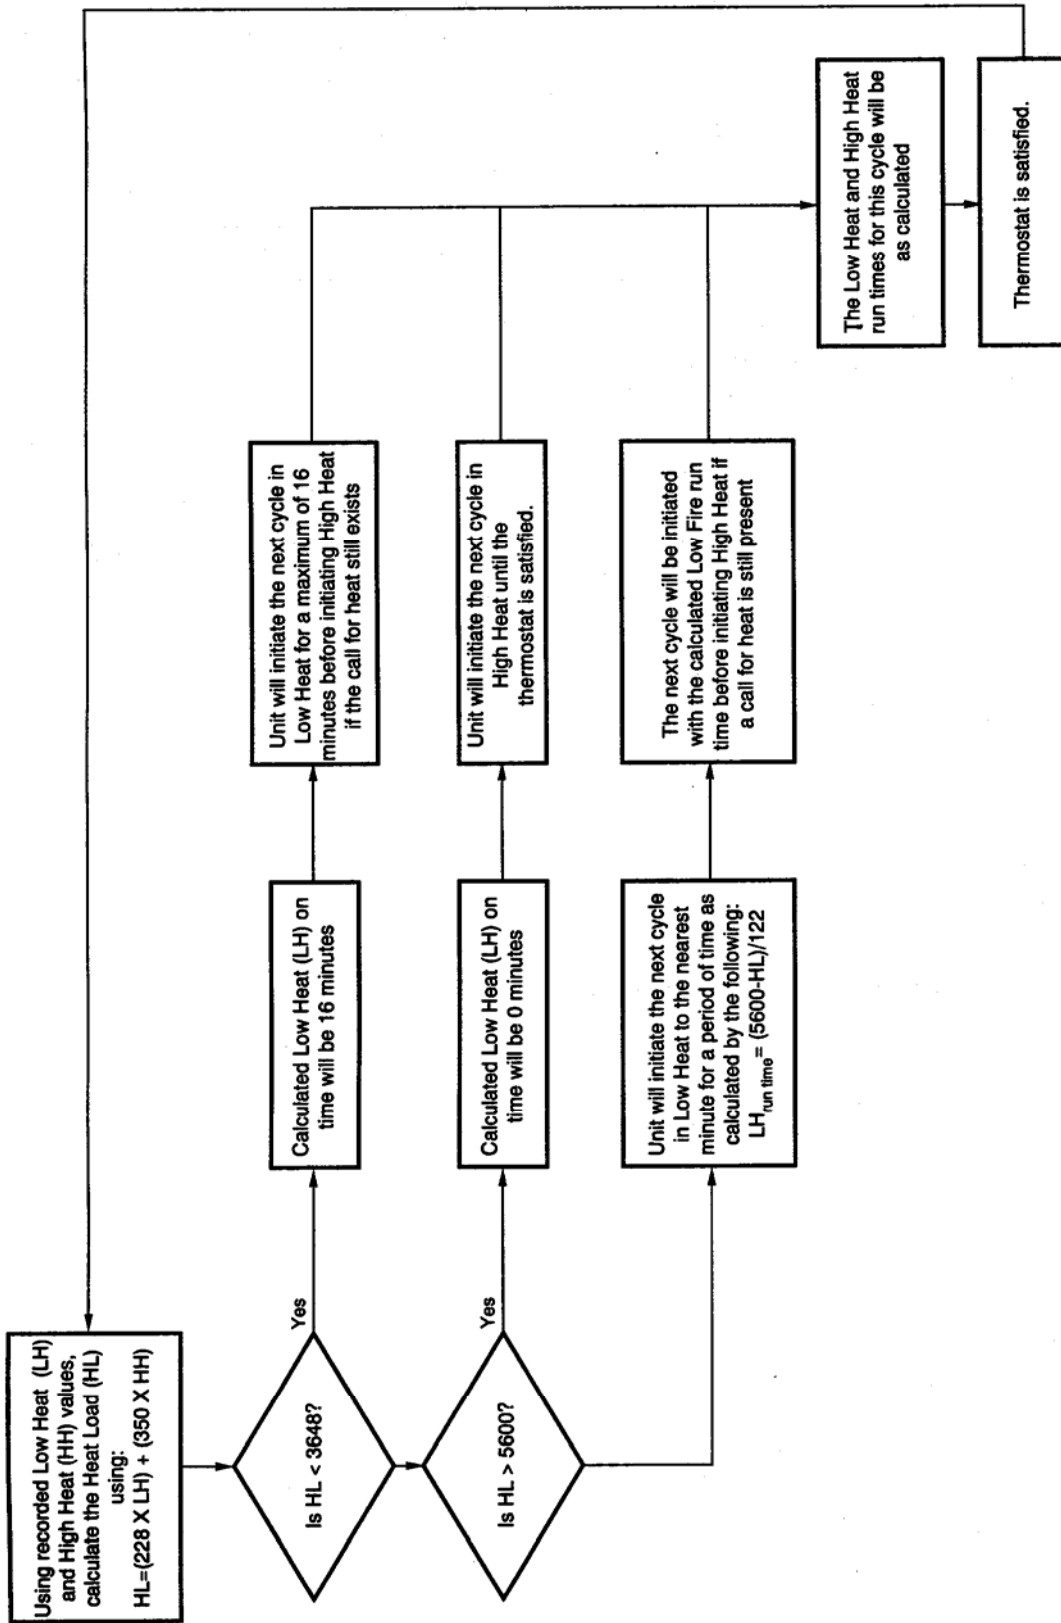 Using recorded Low Heat (LH)
and High Heat (HH) values,
calculate the Heat Load (HL)
using:
HL=(228 X LH) + (350 X HH)
Is HL < 3648?
Yes
Calculated Low Heat (LH) on
time will be 16 minutes
Unit will initiate the next cycle in
Low Heat for a maximum of 16
minutes before initiating High Heat
if the call for heat still exists
Is HL > 5600?
Yes
Calculated Low Heat (LH) on
time will be 0 minutes
Unit will initiate the next cycle in
High Heat until the
thermostat is satisfied.
Unit will initiate the next cycle
in Low Heat to the nearest
minute for a period of time as
calculated by the following:
LHrun time= (5600-HL)/122
The next cycle will be initiated
with the calculated Low Fire run
time before initiating High Heat if
a call for heat is still present
The Low Heat and High Heat
run times for this cycle will be
as calculated
Thermostat is satisfied.